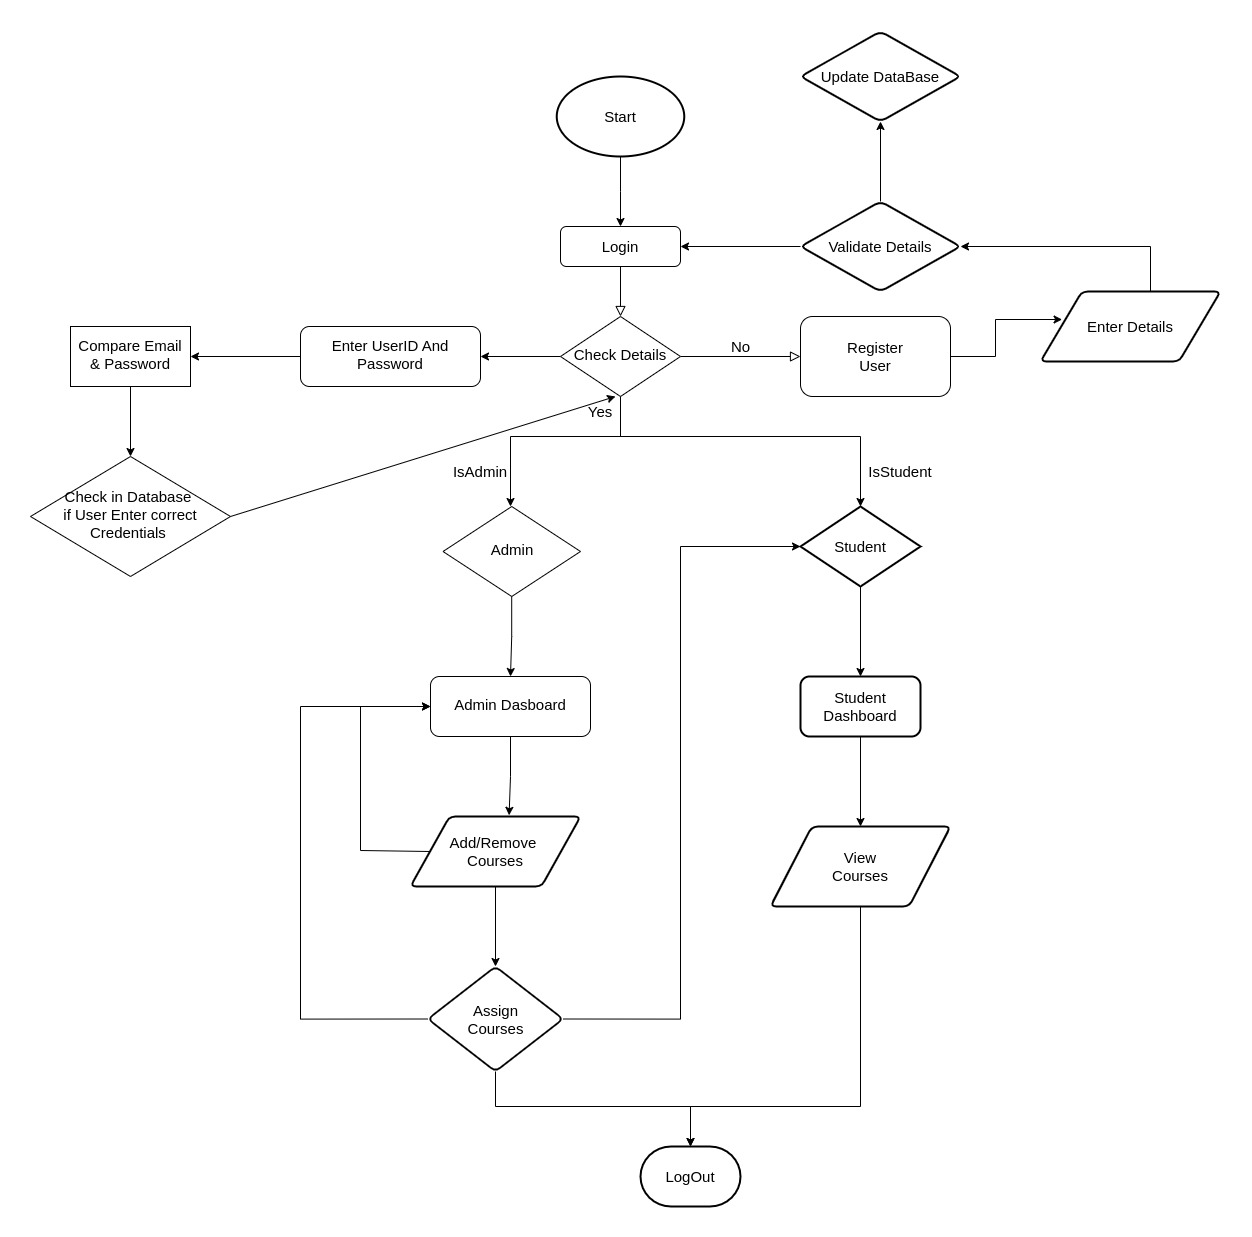 Update DataBase
Start
Login
Validate Details
Enter Details
Compare Email
& Password
Enter UserID And
Password
Check Details
No
Register
User
Yes
IsAdmin
IsStudent
Check in Database
if User Enter correct
Credentials
Admin
Student
Admin Dasboard
Student
Dashboard
Add/Remove
Courses
View
Courses
Assign
Courses
LogOut